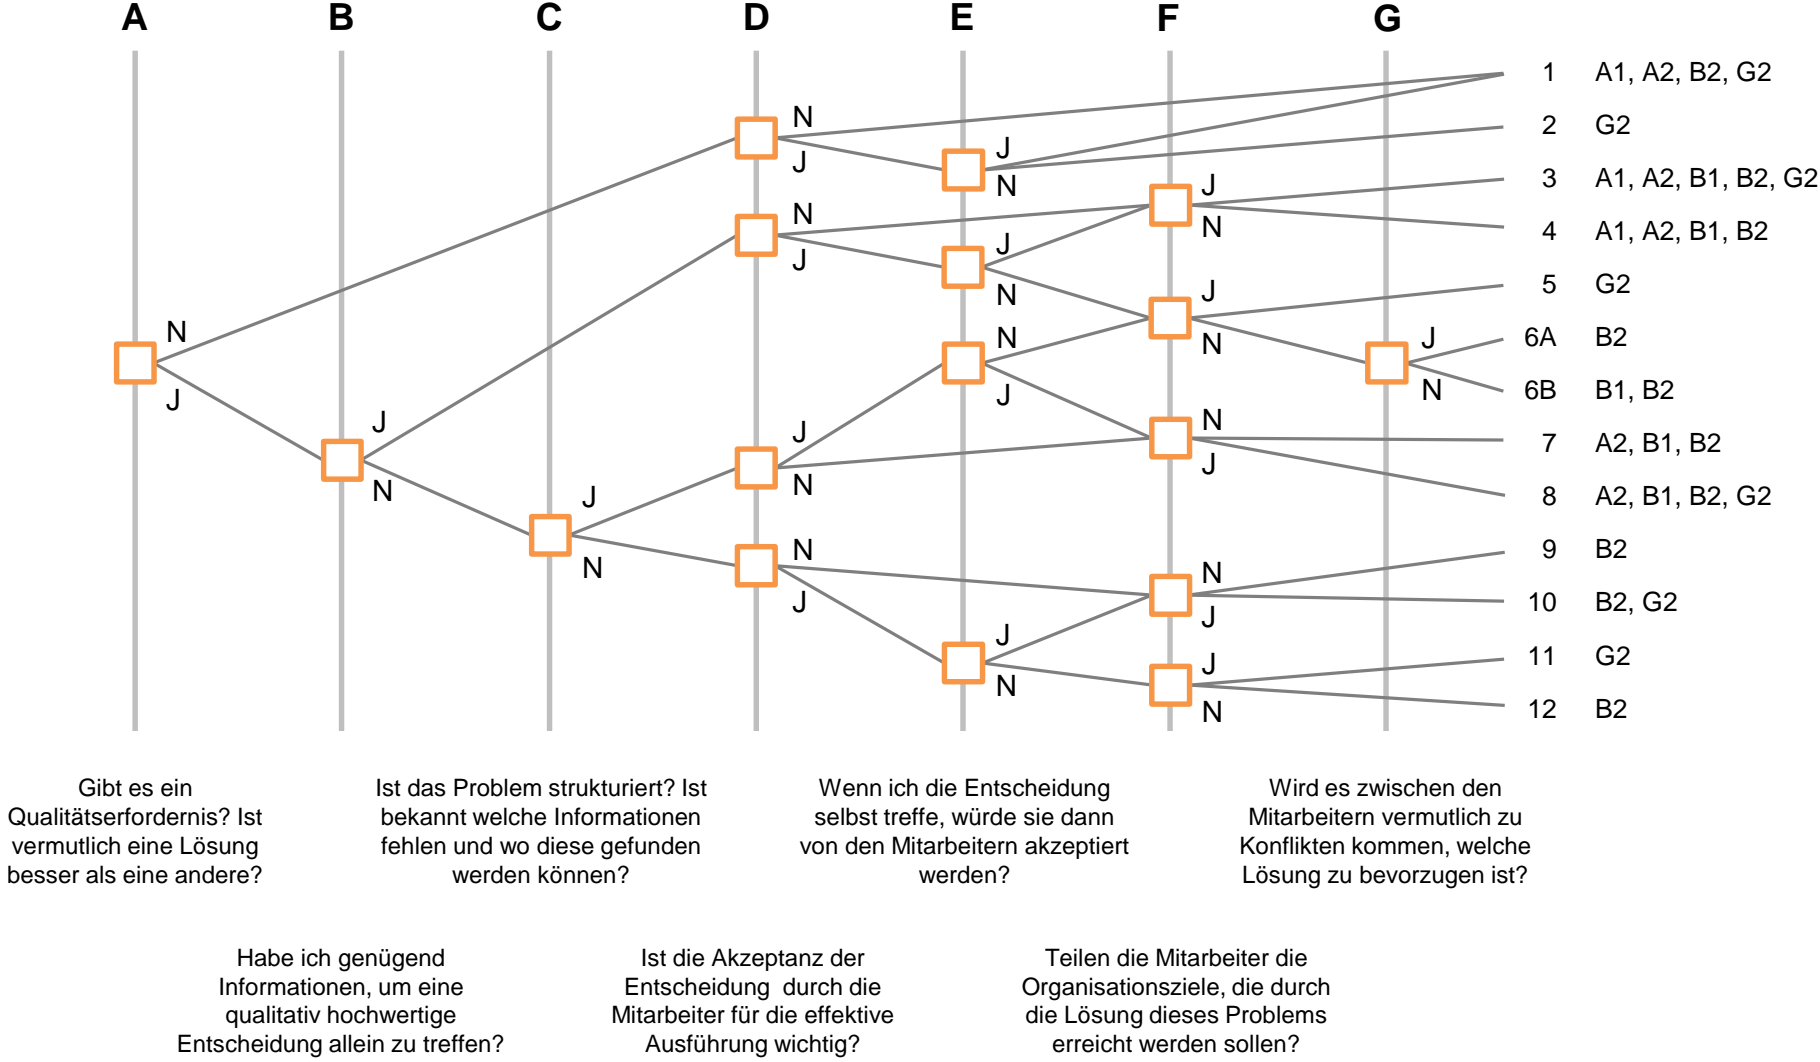 A B C D E F G
1 A1, A2, B2, G2
N
2 G2
J
J
N
3 A1, A2, B1, B2, G2
J
N
N
4 A1, A2, B1, B2
J
J
5 G2
J
N
N
N
6A B2
N
J
J
J
N
6B B1, B2
J
N
7 A2, B1, B2
J
J
N
N
8 A2, B1, B2, G2
J
N
9 B2
N
N
10 B2, G2
J
J
J
11 G2
J
N
N
12 B2
Gibt es ein
Qualitätserfordernis? Ist
vermutlich eine Lösung
besser als eine andere?
Ist das Problem strukturiert? Ist
bekannt welche Informationen
fehlen und wo diese gefunden
werden können?
Wenn ich die Entscheidung
selbst treffe, würde sie dann
von den Mitarbeitern akzeptiert
werden?
Wird es zwischen den
Mitarbeitern vermutlich zu
Konflikten kommen, welche
Lösung zu bevorzugen ist?
Habe ich genügend
Informationen, um eine
qualitativ hochwertige
Entscheidung allein zu treffen?
Ist die Akzeptanz der
Entscheidung durch die
Mitarbeiter für die effektive
Ausführung wichtig?
Teilen die Mitarbeiter die
Organisationsziele, die durch
die Lösung dieses Problems
erreicht werden sollen?